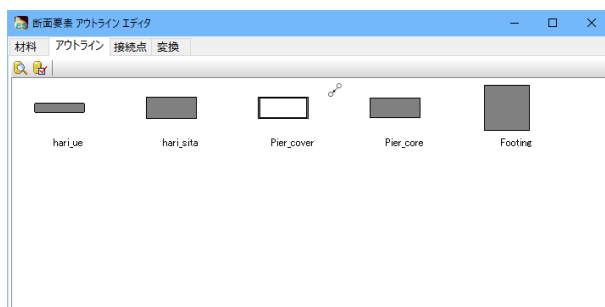 断面要素 アウトライン エディタ
材料 アウトライン 接続点 変換
hari_ue hari_sita Pier_cover Pier_core Footing